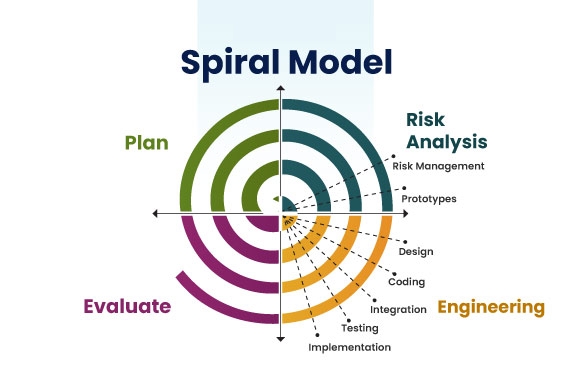 Spiral Model
Plan
Risk
Analysis
Risk Management
Prototypes
Design
Coding
Evaluate
Integration
Engineering
Testing
Implementation